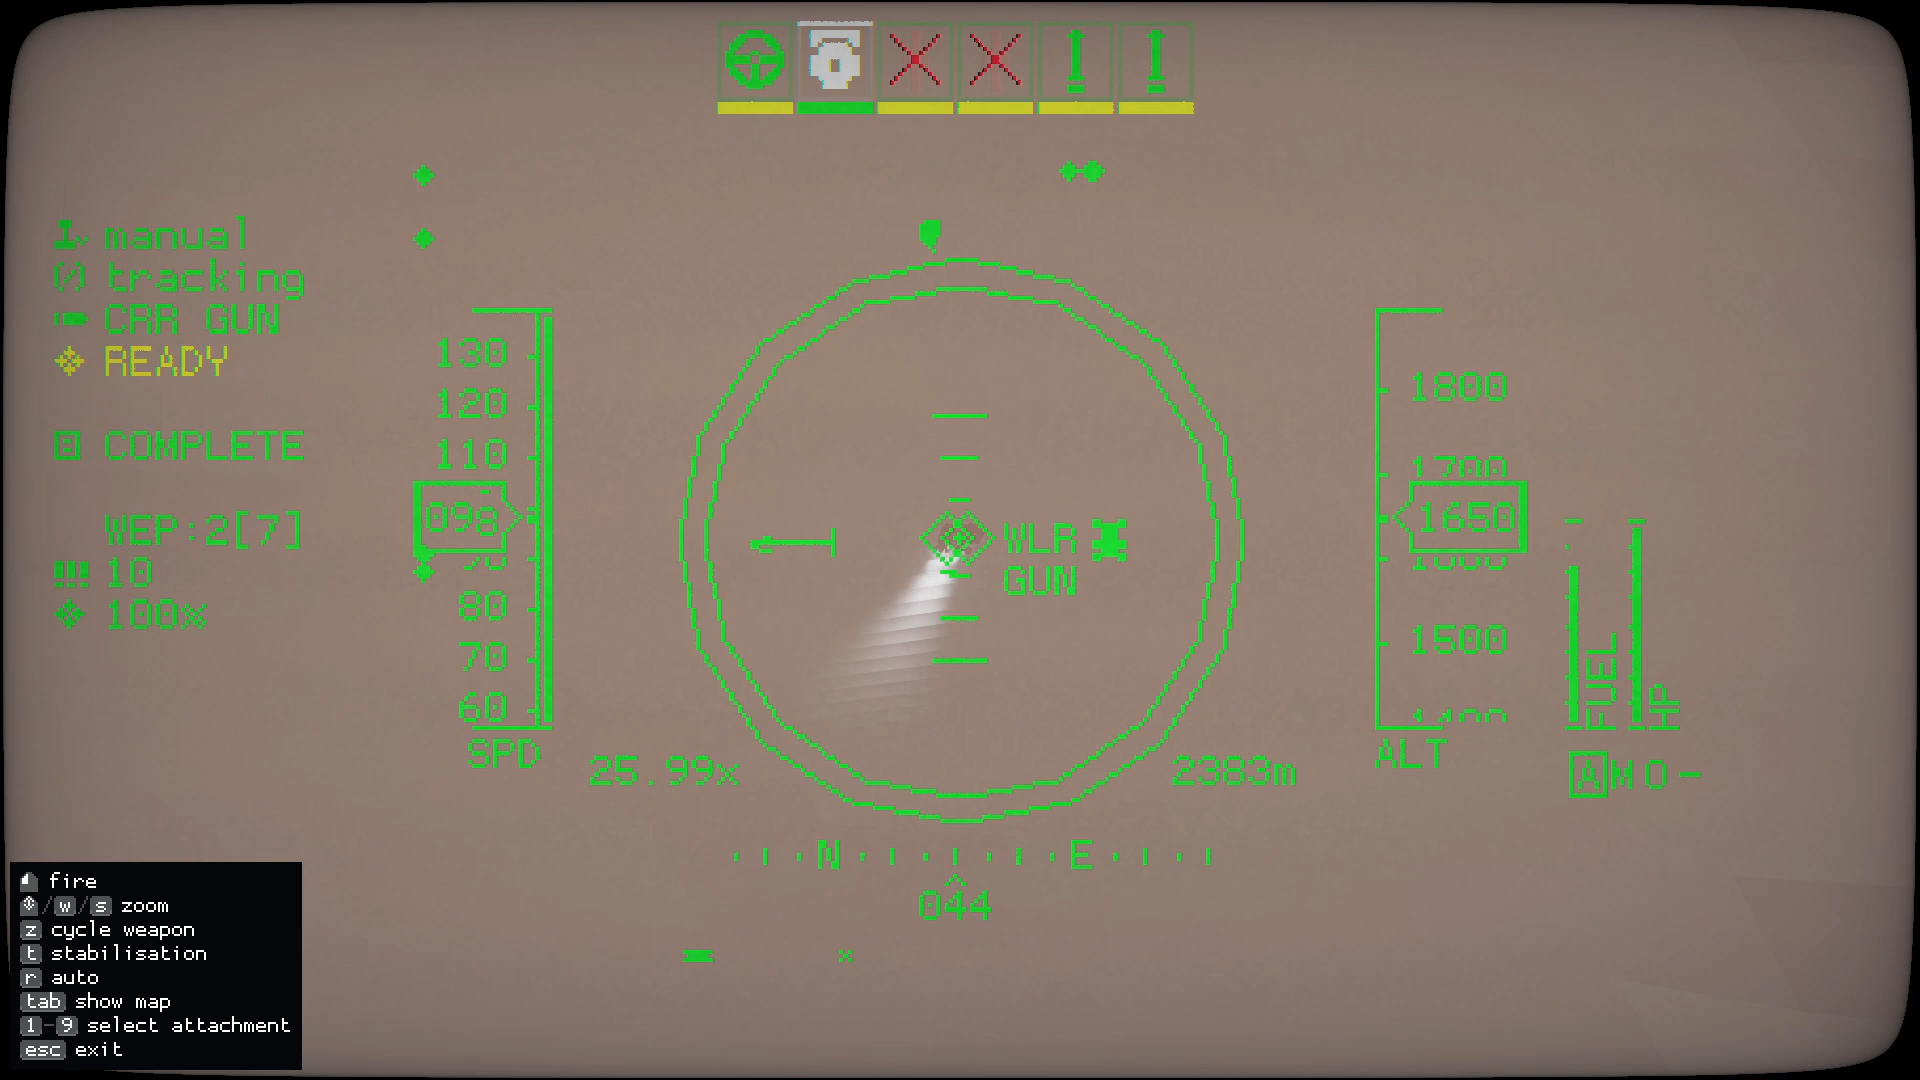 manual
tracking
CRR GUN
READY
COMPLETE
WEP:2[7]
10
100%
130
120
110
098
80
70
60
SPD
25.99x
WLR
GUN
1800
1700
1650
1500
1400
ALT
2383m
FUEL
HP
A M O -
N E
044
fire
/w/s zoom
z cycle weapon
t stabilisation
r auto
tab show map
1-9 select attachment
esc exit